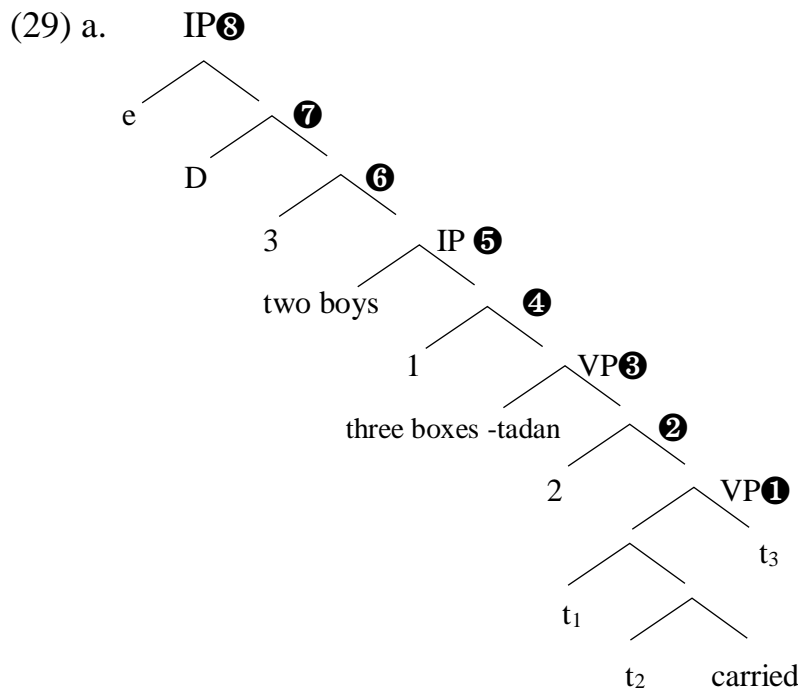 (29) a. IP❽
e ❼
D ❻
3 IP ❺
two boys ❹
1 VP❸
three boxes -tadan ❷
2 VP❶
t₃
t₁
t₂ carried